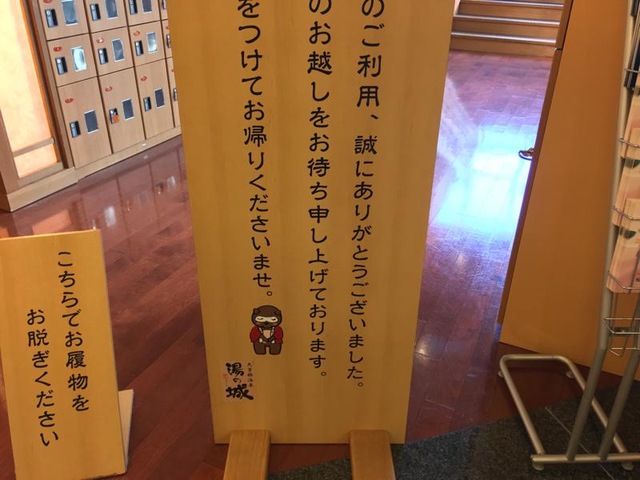 のご利用、誠にありがとうございました。
のお越しをお待ち申し上げております。
をつけてお帰りくださいませ。
湯の城
こちらでお履物を
お脱ぎください